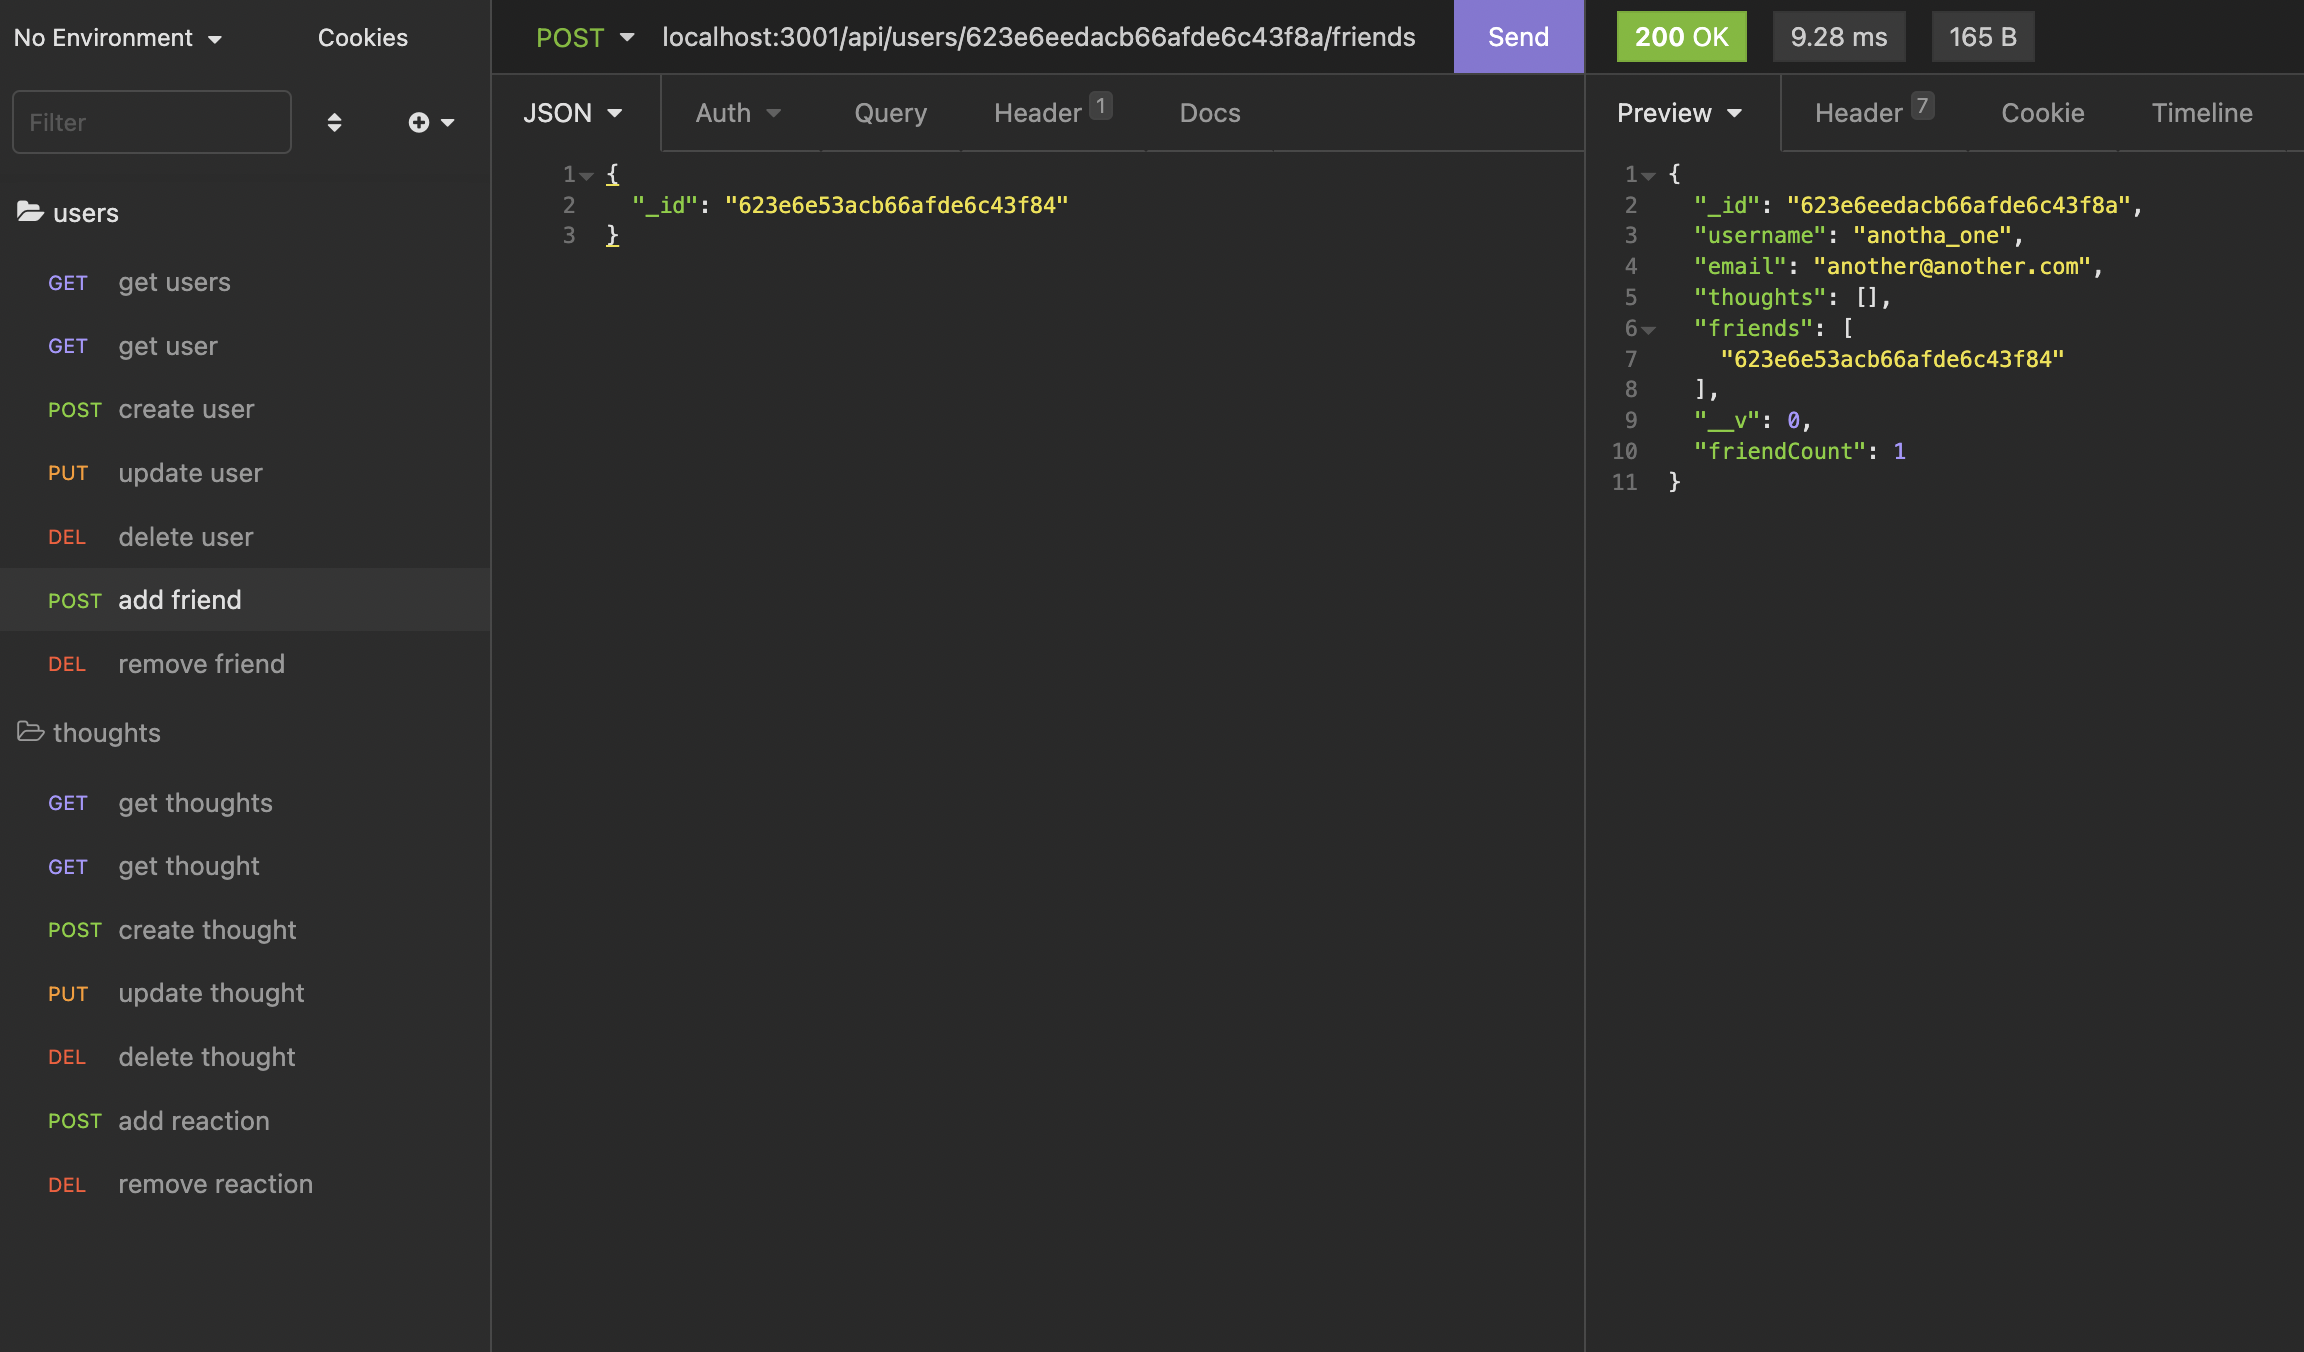 No Environment
Cookies
Filter
users
GET get users
GET get user
POST create user
PUT update user
DEL delete user
POST add friend
DEL remove friend
thoughts
GET get thoughts
GET get thought
POST create thought
PUT update thought
DEL delete thought
POST add reaction
DEL remove reaction
POST localhost:3001/api/users/623e6eedacb66afde6c43f8a/friends Send
JSON Auth Query Header 1 Docs
1 {
2 "_id": "623e6e53acb66afde6c43f84"
3 }
200 OK 9.28 ms 165 B
Preview Header 7 Cookie Timeline
1 {
2 "_id": "623e6eedacb66afde6c43f8a",
3 "username": "anotha_one",
4 "email": "another@another.com",
5 "thoughts": [],
6 "friends": [
7 "623e6e53acb66afde6c43f84"
8 ],
9 "__v": 0,
10 "friendCount": 1
11 }